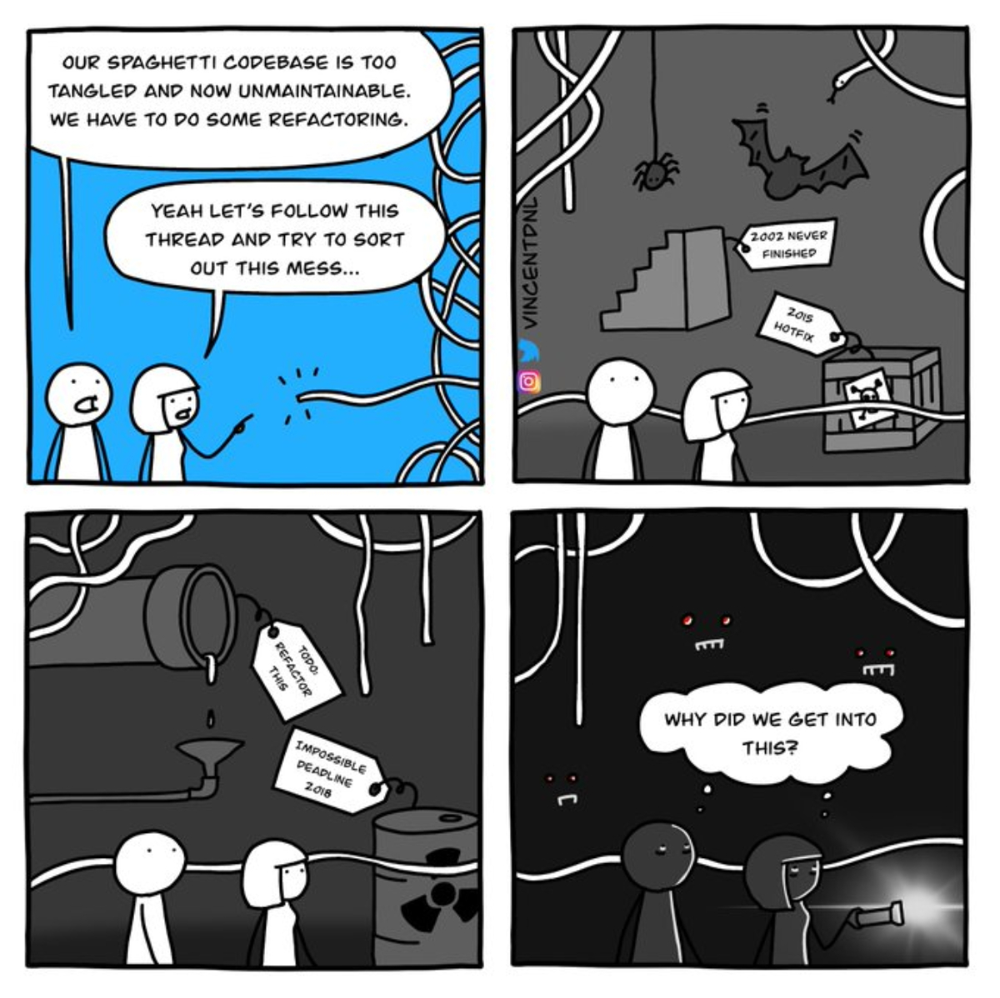 OUR SPAGHETTI CODEBASE IS TOO
TANGLED AND NOW UNMAINTAINABLE.
WE HAVE TO DO SOME REFACTORING.
YEAH LET'S FOLLOW THIS
THREAD AND TRY TO SORT
OUT THIS MESS...
VINCENTDNL
2002 NEVER
FINISHED
2015
HOTFIX
TODO:
REFACTOR
THIS
IMPOSSIBLE
DEADLINE
2018
WHY DID WE GET INTO
THIS?